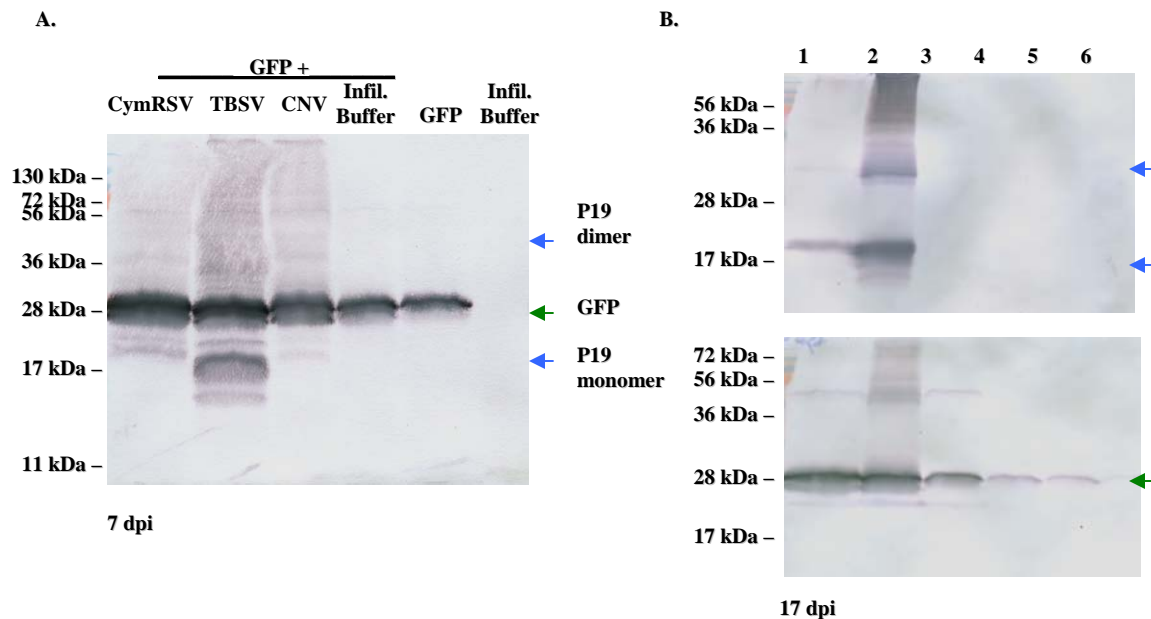 A.
GFP +
CymRSV TBSV CNV Infil. Buffer GFP Infil. Buffer
130 kDa –
72 kDa –
56 kDa –
36 kDa –
28 kDa –
17 kDa –
11 kDa –
P19 dimer
GFP
P19 monomer
7 dpi
B.
1 2 3 4 5 6
56 kDa –
36 kDa –
28 kDa –
17 kDa –
72 kDa –
56 kDa –
36 kDa –
28 kDa –
17 kDa –
17 dpi